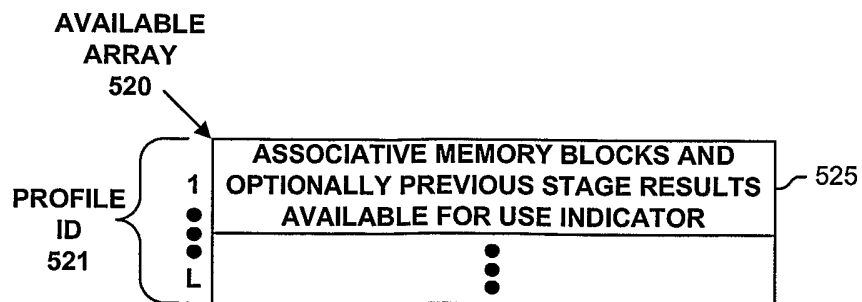 AVAILABLE
ARRAY
520
ASSOCIATIVE MEMORY BLOCKS AND
OPTIONALLY PREVIOUS STAGE RESULTS
AVAILABLE FOR USE INDICATOR
525
PROFILE
ID
521
1
L